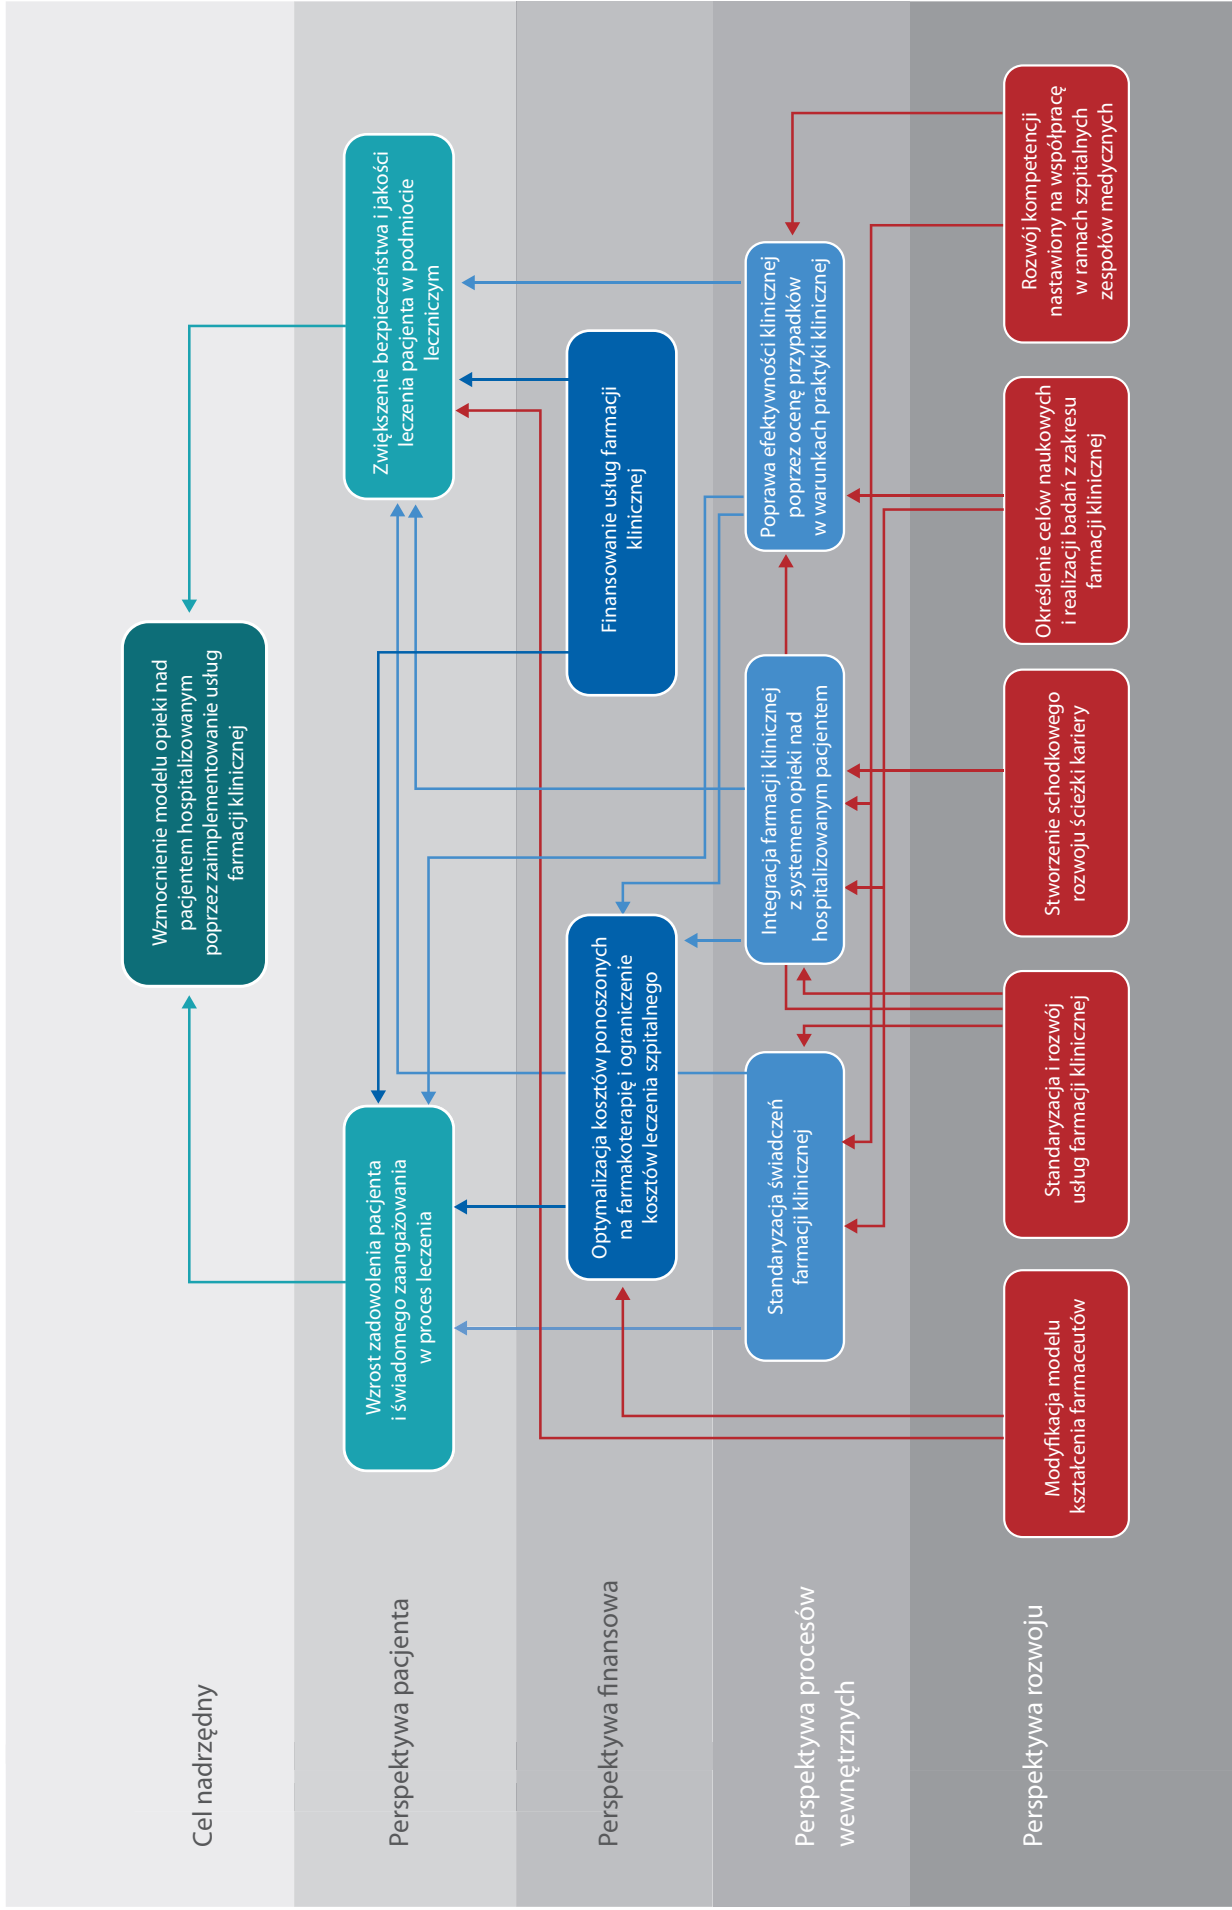 Cel nadrzędny
Wzmocnienie modelu opieki nad
pacjentem hospitalizowanym
poprzez zaimplementowanie usług
farmacji klinicznej
Perspektywa pacjenta
Wzrost zadowolenia pacjenta
i świadomego zaangażowania
w proces leczenia
Zwiększenie bezpieczeństwa i jakości
leczenia pacjenta w podmiocie
leczniczym
Perspektywa finansowa
Optymalizacja kosztów ponoszonych
na farmakoterapię i ograniczenie
kosztów leczenia szpitalnego
Finansowanie usług farmacji
klinicznej
Perspektywa procesów
wewnętrznych
Standaryzacja świadczeń
farmacji klinicznej
Integracja farmacji klinicznej
z systemem opieki nad
hospitalizowanym pacjentem
Poprawa efektywności klinicznej
poprzez ocenę przypadków
w warunkach praktyki klinicznej
Perspektywa rozwoju
Modyfikacja modelu
kształcenia farmaceutów
Standaryzacja i rozwój
usług farmacji klinicznej
Stworzenie schodkowego
rozwoju ścieżki kariery
Określenie celów naukowych
i realizacji badań z zakresu
farmacji klinicznej
Rozwój kompetencji
nastawiony na współpracę
w ramach szpitalnych
zespołów medycznych